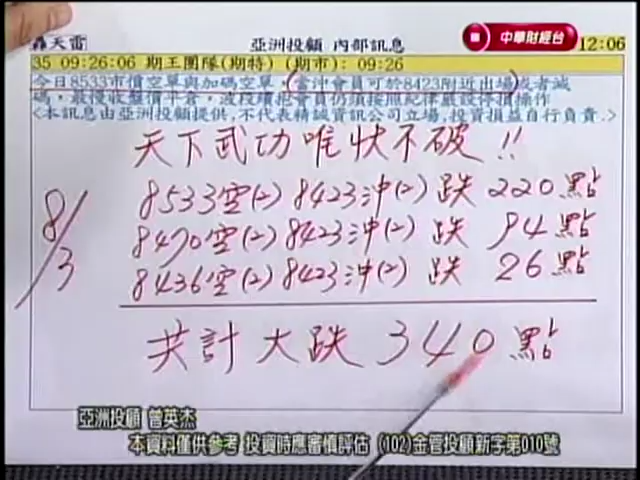 中華財經台
轟天雷 亞洲投顧 內部訊息 12:06
35 09:26:06 期王團隊(期特) (期市): 09:26
今日8533市價空單與加碼空單,(當沖會員可於8423附近出場)或者減
碼,最慢收盤價平倉,波段續抱會員仍須按照紀律嚴設停損操作
<本訊息由亞洲投顧提供,不代表精誠資訊公司立場,投資損益自行負責.>
天下武功唯快不破!!
8/3
8533空(2) 8423沖(2) 跌 220點
8470空(2) 8423沖(2) 跌 94點
8436空(2) 8423沖(2) 跌 26點
共計大跌 340點
亞洲投顧 曾英杰
本資料僅供參考 投資時應審慎評估 (102)金管投顧新字第010號